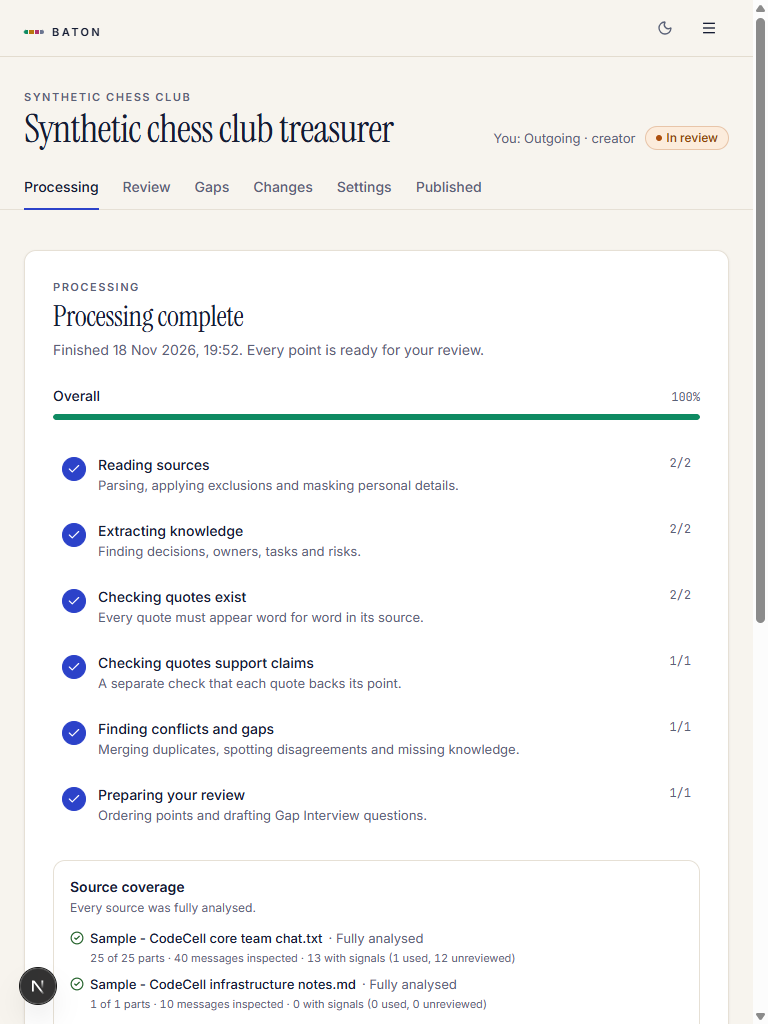 BATON
SYNTHETIC CHESS CLUB
Synthetic chess club treasurer
You: Outgoing · creator
In review
Processing Review Gaps Changes Settings Published
PROCESSING
Processing complete
Finished 18 Nov 2026, 19:52. Every point is ready for your review.
Overall 100%
Reading sources 2/2
Parsing, applying exclusions and masking personal details.
Extracting knowledge 2/2
Finding decisions, owners, tasks and risks.
Checking quotes exist 2/2
Every quote must appear word for word in its source.
Checking quotes support claims 1/1
A separate check that each quote backs its point.
Finding conflicts and gaps 1/1
Merging duplicates, spotting disagreements and missing knowledge.
Preparing your review 1/1
Ordering points and drafting Gap Interview questions.
Source coverage
Every source was fully analysed.
Sample - CodeCell core team chat.txt · Fully analysed
25 of 25 parts · 40 messages inspected · 13 with signals (1 used, 12 unreviewed)
Sample - CodeCell infrastructure notes.md · Fully analysed
1 of 1 parts · 10 messages inspected · 0 with signals (0 used, 0 unreviewed)
N